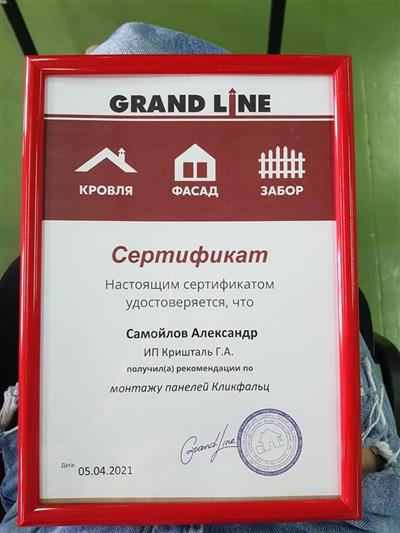 GRAND LINE
КРОВЛЯ ФАСАД ЗАБОР
Сертификат
Настоящим сертификатом
удостоверяется, что
Самойлов Александр
ИП Кришталь Г.А.
получил(а) рекомендации по
монтажу панелей Кликфальц
Grand Line
Дата: 05.04.2021